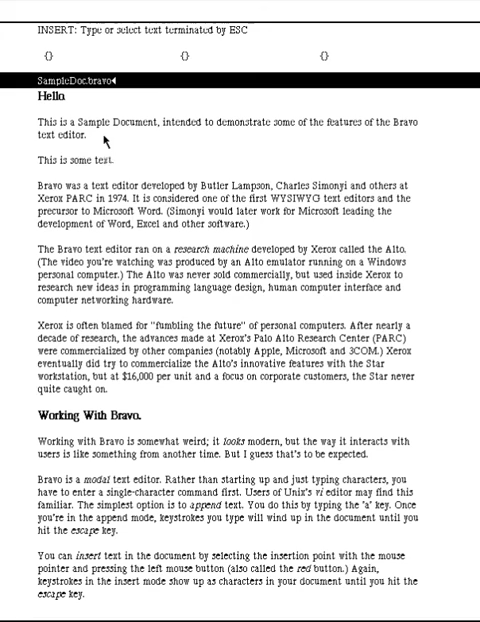 INSERT: Type or select text terminated by ESC
{} {} {}
SampleDoc.bravo
Hello.
This is a Sample Document, intended to demonstrate some of the features of the Bravo
text editor.
This is some text.
Bravo was a text editor developed by Butler Lampson, Charles Simonyi and others at
Xerox PARC in 1974. It is considered one of the first WYSIWYG text editors and the
precursor to Microsoft Word. (Simonyi would later work for Microsoft leading the
development of Word, Excel and other software.)
The Bravo text editor ran on a research machine developed by Xerox called the Alto.
(The video you're watching was produced by an Alto emulator running on a Windows
personal computer.) The Alto was never sold commercially, but used inside Xerox to
research new ideas in programming language design, human computer interface and
computer networking hardware.
Xerox is often blamed for "fumbling the future" of personal computers. After nearly a
decade of research, the advances made at Xerox's Palo Alto Research Center (PARC)
were commercialized by other companies (notably Apple, Microsoft and 3COM.) Xerox
eventually did try to commercialize the Alto's innovative features with the Star
workstation, but at $16,000 per unit and a focus on corporate customers, the Star never
quite caught on.
Working With Bravo.
Working with Bravo is somewhat weird; it looks modern, but the way it interacts with
users is like something from another time. But I guess that's to be expected.
Bravo is a modal text editor. Rather than starting up and just typing characters, you
have to enter a single-character command first. Users of Unix's vi editor may find this
familiar. The simplest option is to append text. You do this by typing the 'a' key. Once
you're in the append mode, keystrokes you type will wind up in the document until you
hit the escape key.
You can insert text in the document by selecting the insertion point with the mouse
pointer and pressing the left mouse button (also called the red button.) Again,
keystrokes in the insert mode show up as characters in your document until you hit the
escape key.